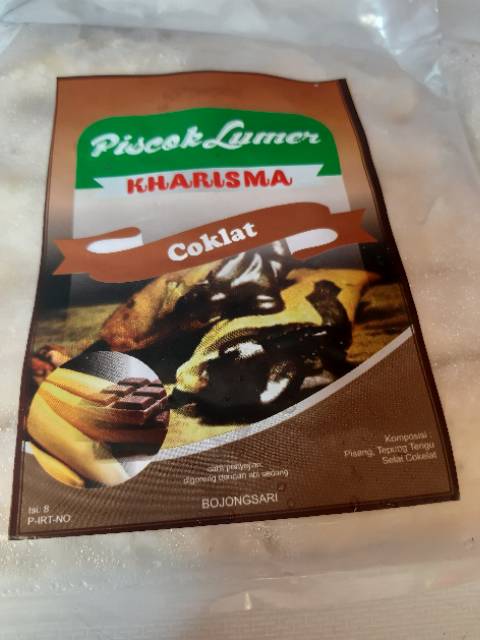 Piscok Lumer
KHARISMA
Coklat
Komposisi :
Pisang, Tepung Terigu
Selai Cokelat
cara penyajian:
digoreng dengan api sedang
BOJONGSARI
Isi. 8
P-IRT-NO